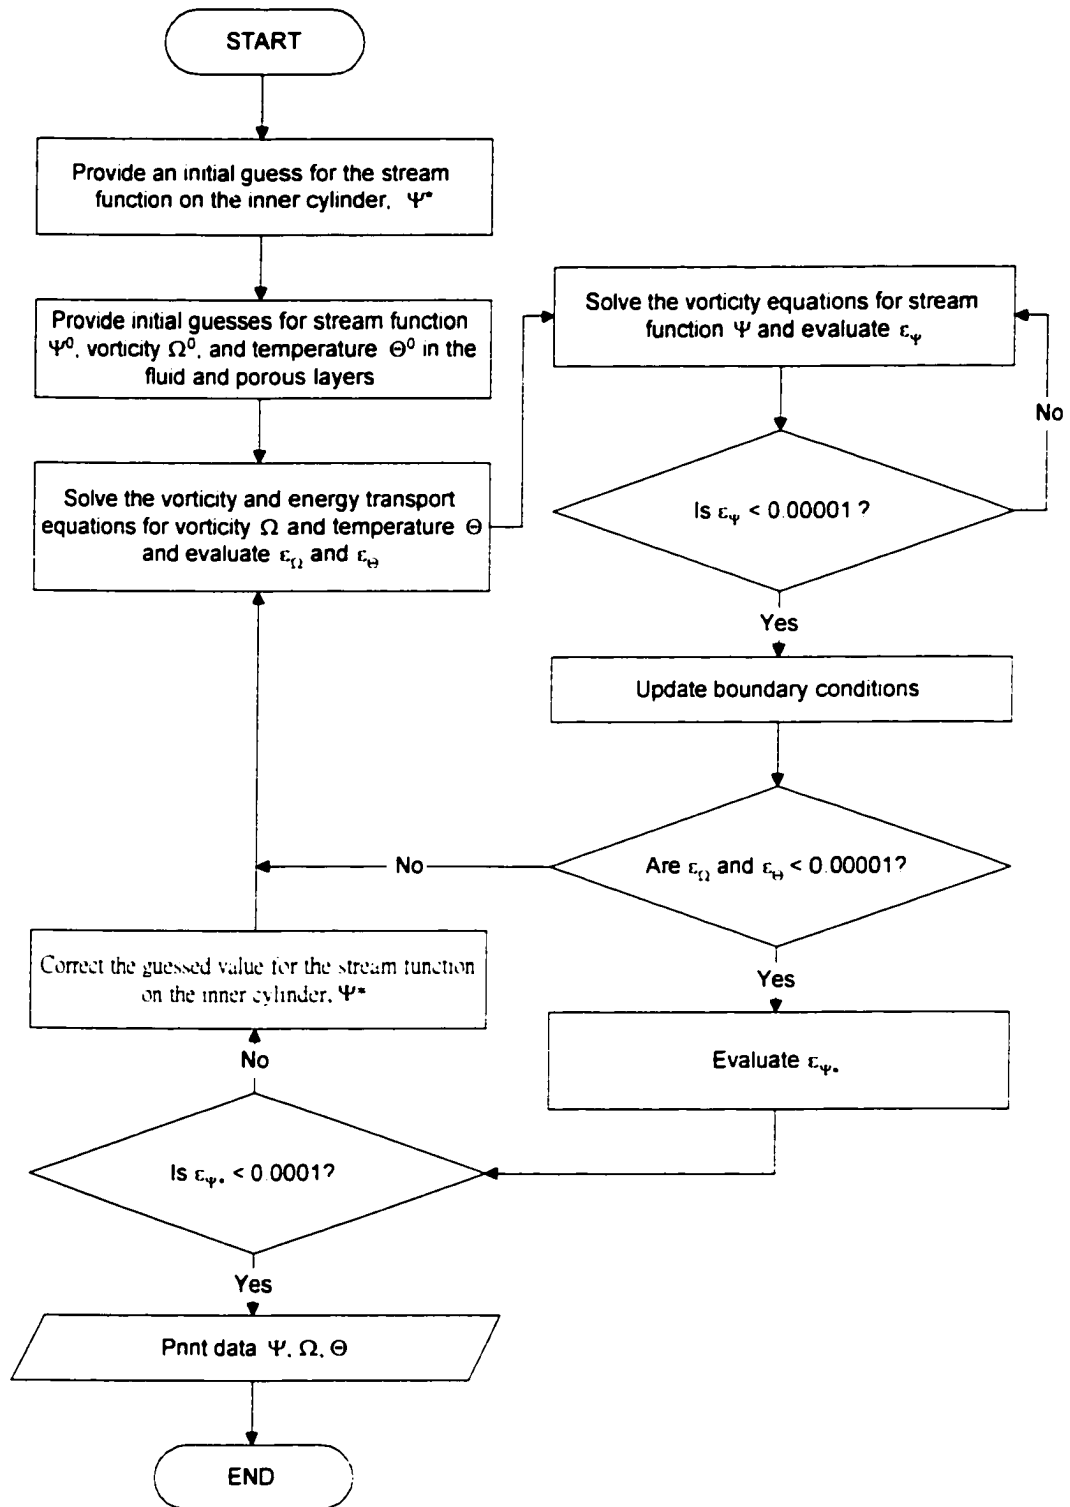 START
Provide an initial guess for the stream
function on the inner cylinder, Ψ*
Provide initial guesses for stream function
Ψ⁰, vorticity Ω⁰, and temperature Θ⁰ in the
fluid and porous layers
Solve the vorticity and energy transport
equations for vorticity Ω and temperature Θ
and evaluate ε_Ω and ε_Θ
Solve the vorticity equations for stream
function Ψ and evaluate ε_Ψ
No
Is ε_Ψ < 0.00001 ?
Yes
Update boundary conditions
Are ε_Ω and ε_Θ < 0.00001?
No
Yes
Evaluate ε_Ψ*
Correct the guessed value for the stream function
on the inner cylinder, Ψ*
No
Is ε_Ψ* < 0.0001?
Yes
Print data Ψ, Ω, Θ
END